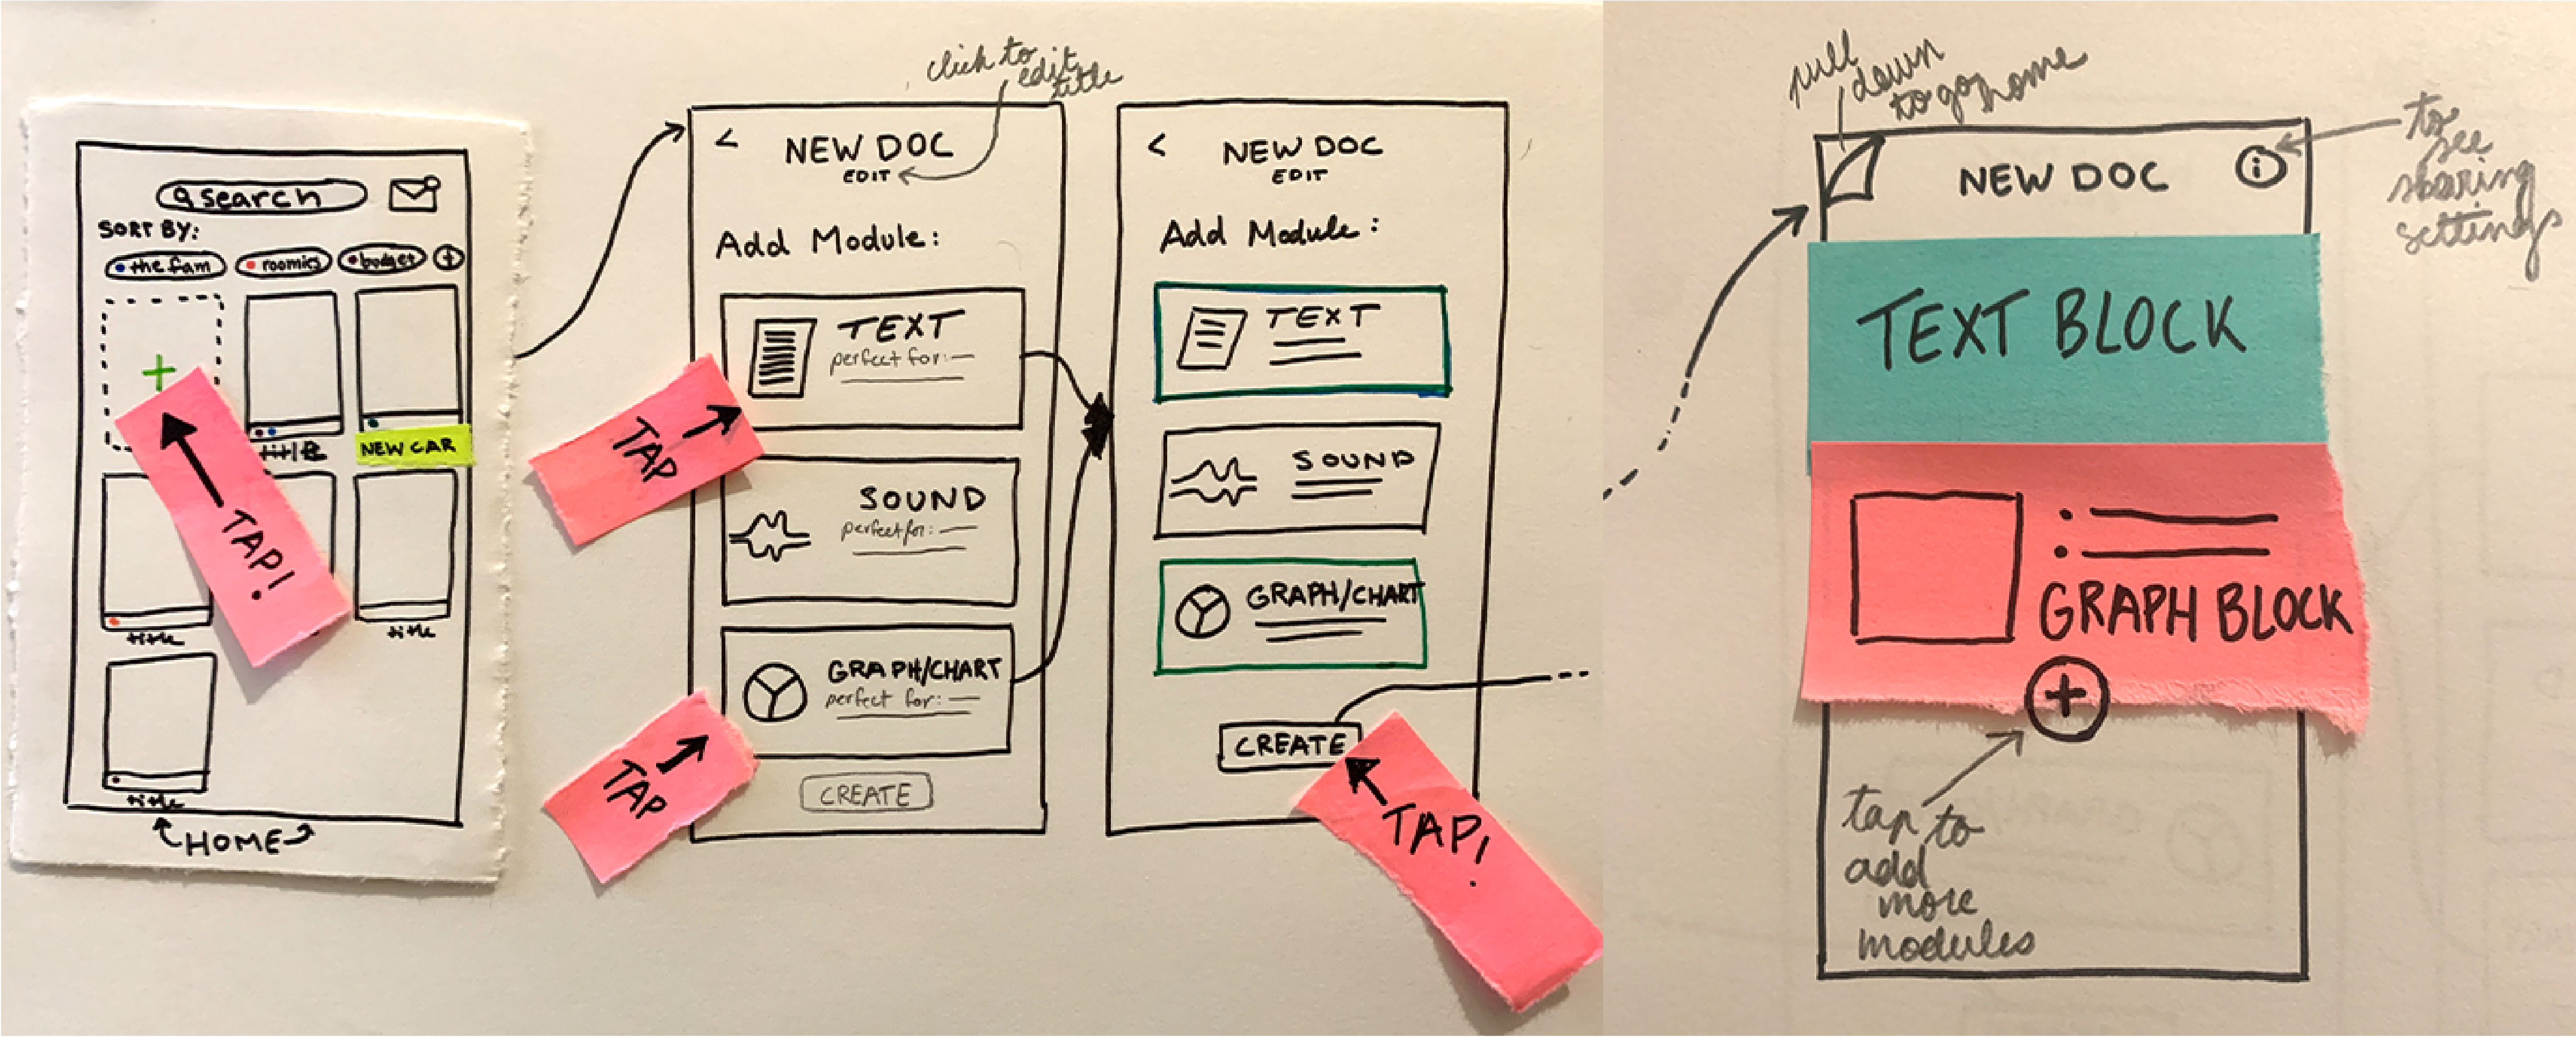 search
SORT BY:
the fam
roomies
budget
+
+
TAP!
title
NEW CAR
title
title
title
HOME
click to
edit
title
<
NEW DOC
EDIT
Add Module:
TEXT
perfect for:
TAP
SOUND
perfect for:
GRAPH/CHART
perfect for:
TAP
CREATE
<
NEW DOC
EDIT
Add Module:
TEXT
SOUND
GRAPH/CHART
CREATE
TAP!
pull
down
to go home
NEW DOC
i
to
see
sharing
settings
TEXT BLOCK
GRAPH BLOCK
+
tap to
add
more
modules